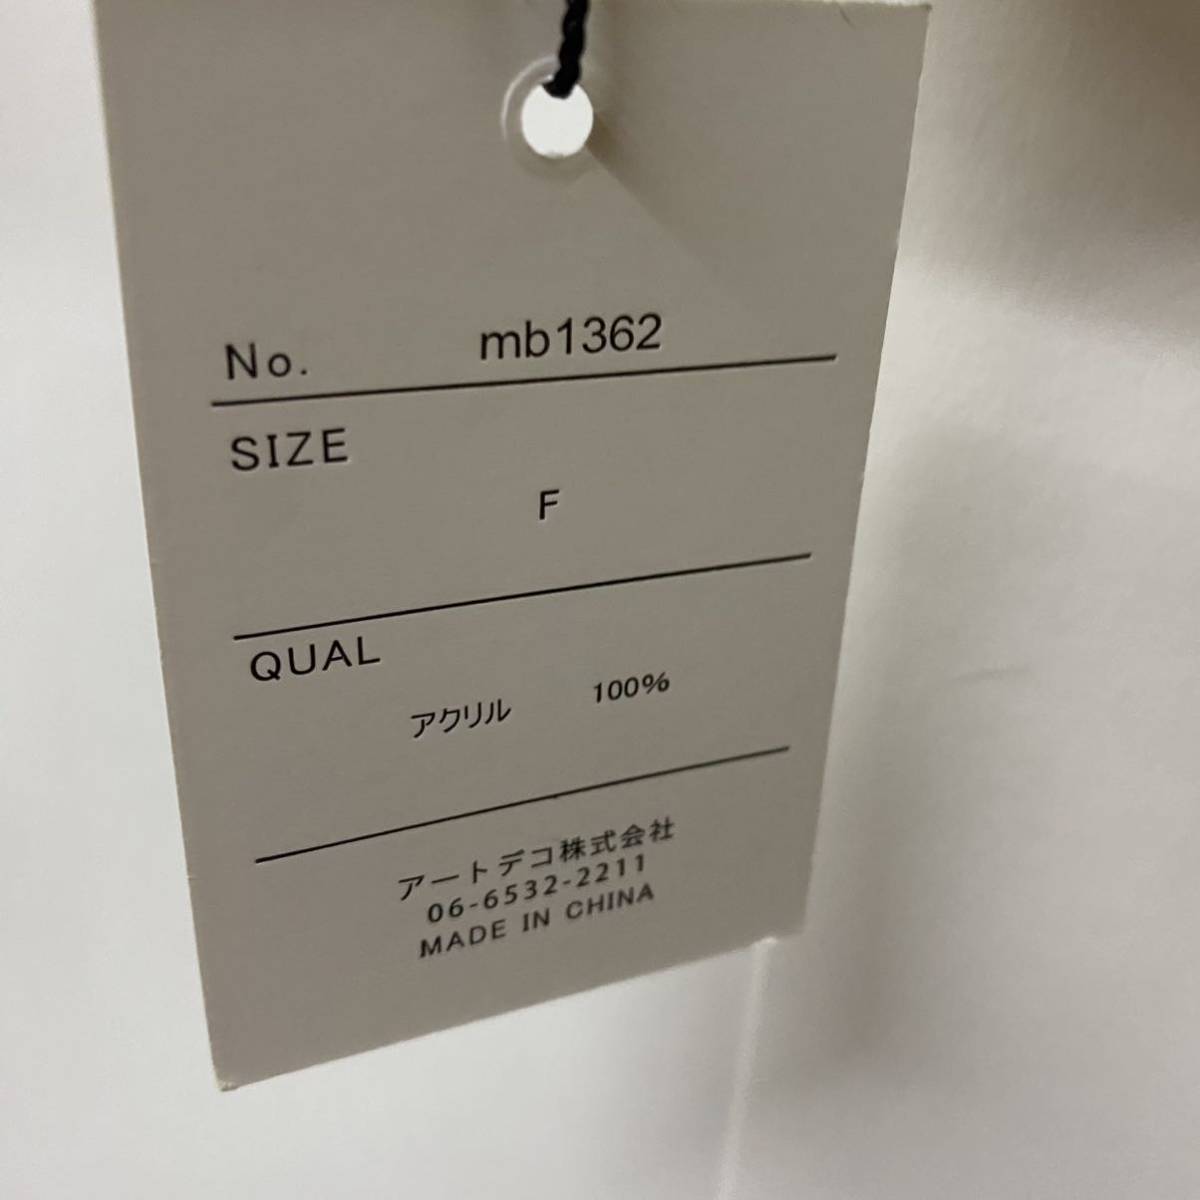 No. mb1362
SIZE
F
QUAL
アクリル 100%
アートデコ株式会社
06-6532-2211
MADE IN CHINA